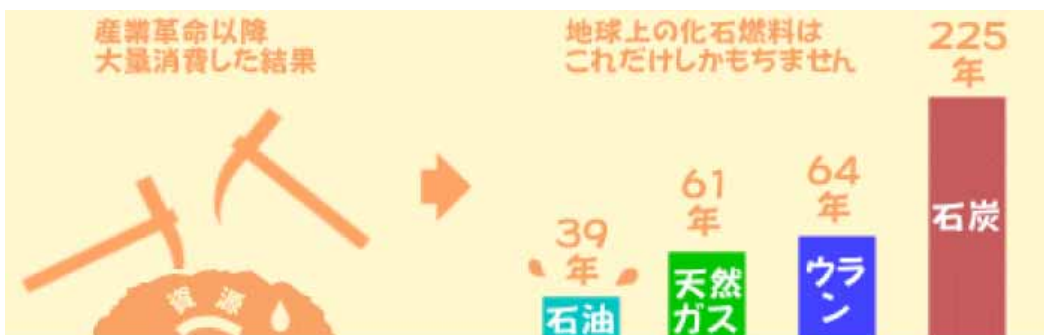 産業革命以降
大量消費した結果
地球上の化石燃料は
これだけしかもちません
225
年
64
年
61
年
39
年
石炭
ウラ
ン
天然
ガス
石油
資源